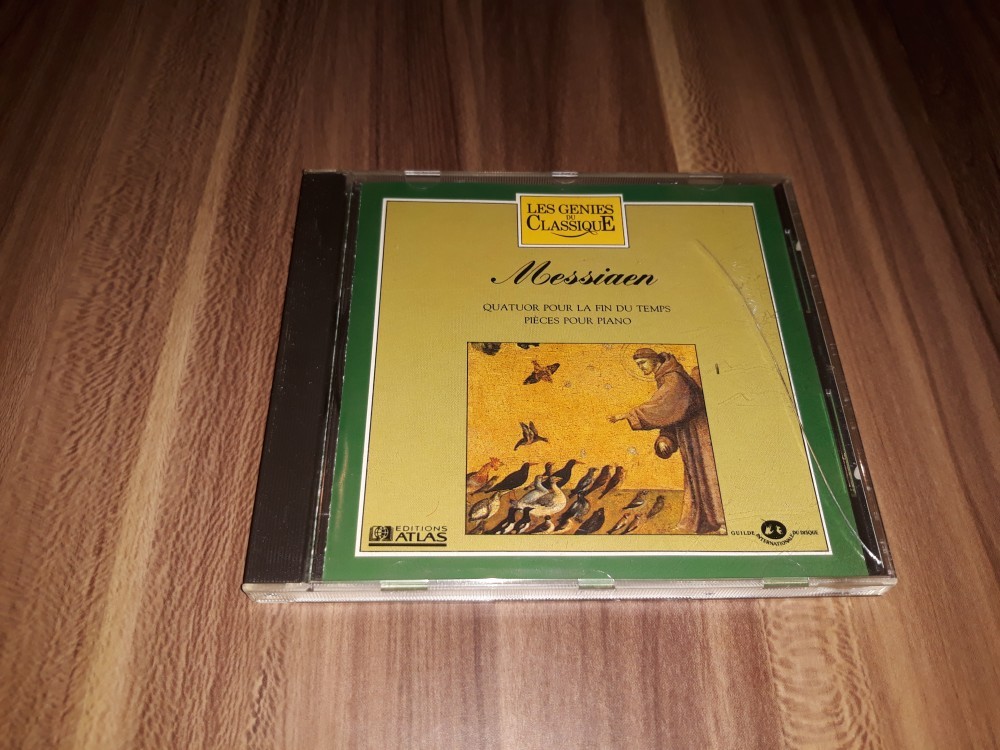 LES GENIES
DU
CLASSIQUE
Messiaen
QUATUOR POUR LA FIN DU TEMPS
PIÈCES POUR PIANO
EDITIONS
ATLAS
GUILDE INTERNATIONALE DU DISQUE